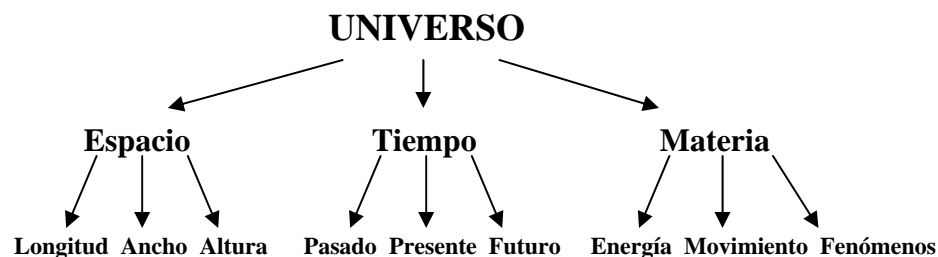 UNIVERSO
Espacio Tiempo Materia
Longitud Ancho Altura Pasado Presente Futuro Energía Movimiento Fenómenos